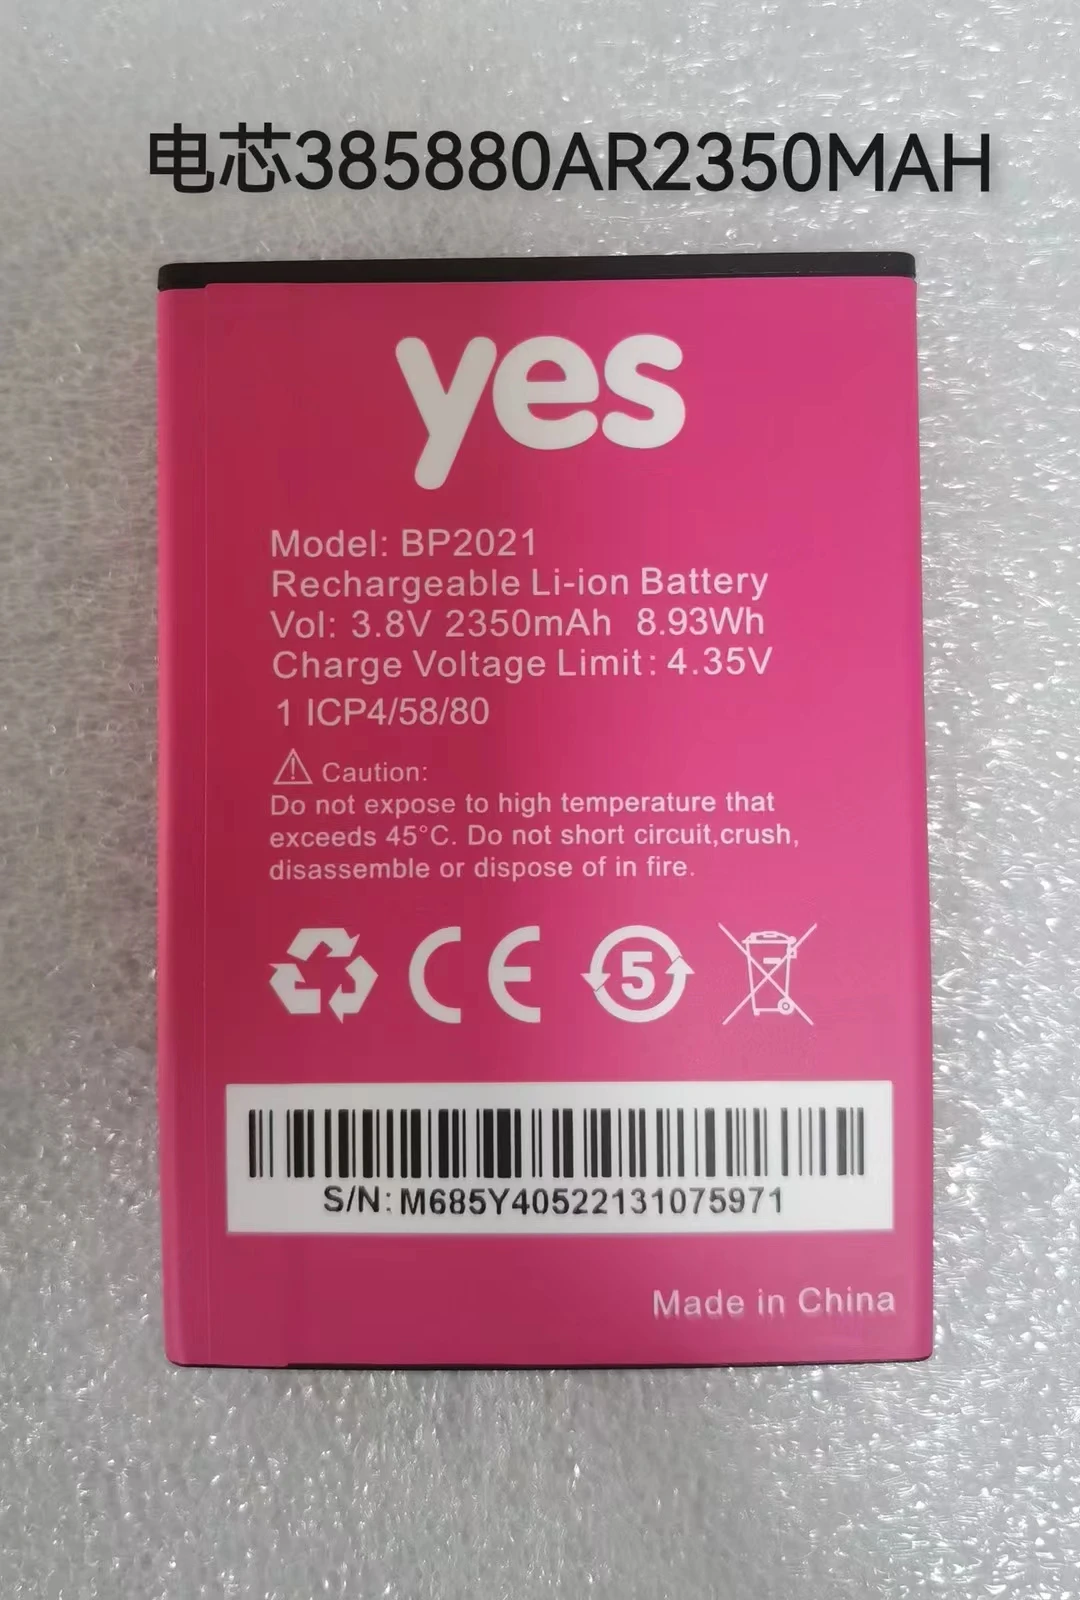 电芯385880AR2350MAH
yes
Model: BP2021
Rechargeable Li-ion Battery
Vol: 3.8V 2350mAh 8.93Wh
Charge Voltage Limit: 4.35V
1 ICP4/58/80
Caution:
Do not expose to high temperature that
exceeds 45°C. Do not short circuit,crush,
disassemble or dispose of in fire.
CE 5
S/N: M685Y40522131075971
Made in China